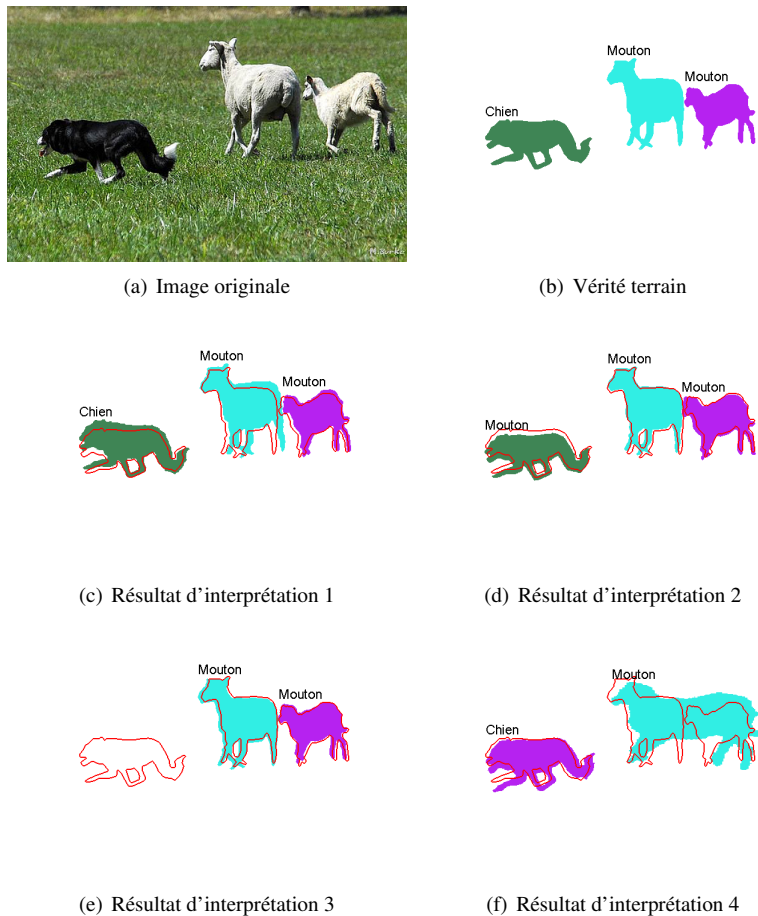 Mouton
Mouton
Chien
(a) Image originale
(b) Vérité terrain
Mouton
Mouton
Chien
Mouton
Mouton
Mouton
(c) Résultat d'interprétation 1
(d) Résultat d'interprétation 2
Mouton
Mouton
Mouton
Chien
(e) Résultat d'interprétation 3
(f) Résultat d'interprétation 4